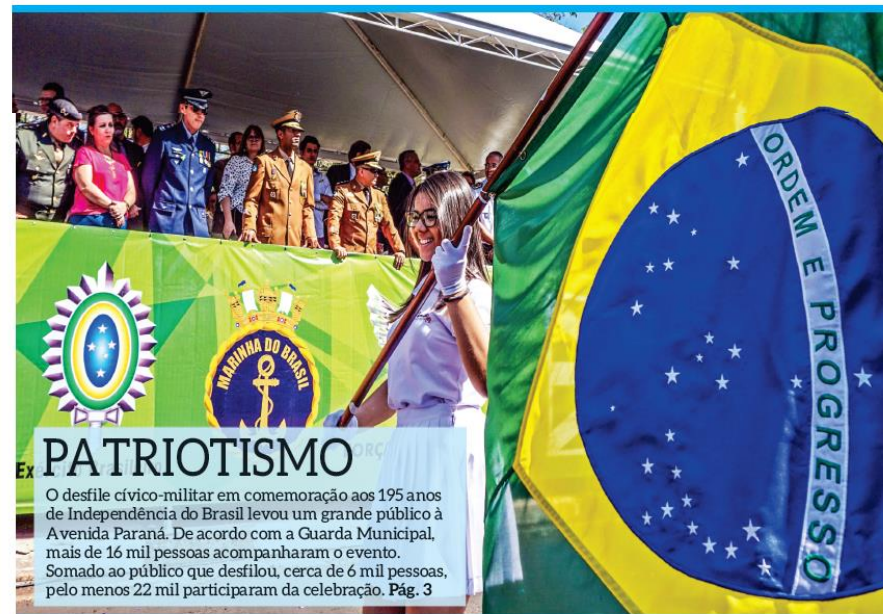 ORDEM E PROGRESSO
MARINHA DO BRASIL
PATRIOTISMO
O desfile cívico-militar em comemoração aos 195 anos
de Independência do Brasil levou um grande público à
Avenida Paraná. De acordo com a Guarda Municipal,
mais de 16 mil pessoas acompanharam o evento.
Somado ao público que desfilou, cerca de 6 mil pessoas,
pelo menos 22 mil participaram da celebração. Pág. 3